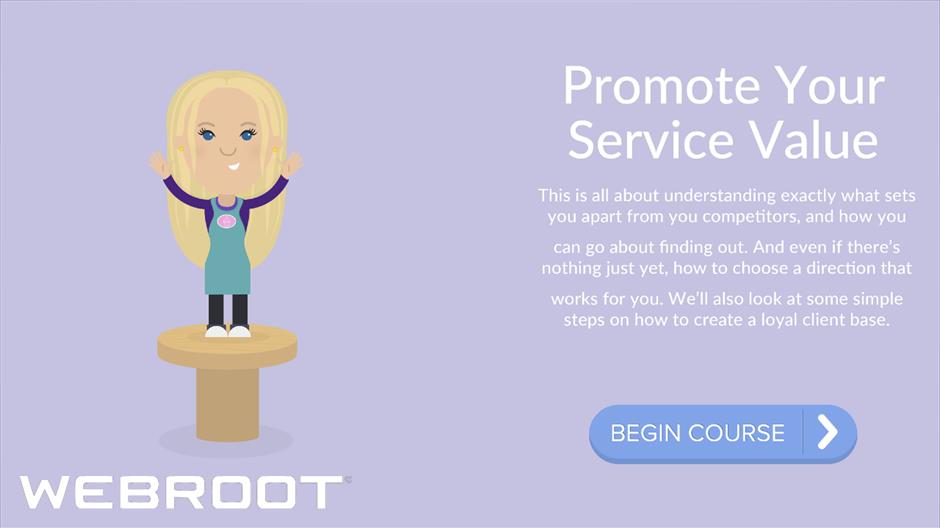 Promote Your
Service Value
This is all about understanding exactly what sets
you apart from you competitors, and how you
can go about finding out. And even if there's
nothing just yet, how to choose a direction that
works for you. We'll also look at some simple
steps on how to create a loyal client base.
BEGIN COURSE
WEBROOT